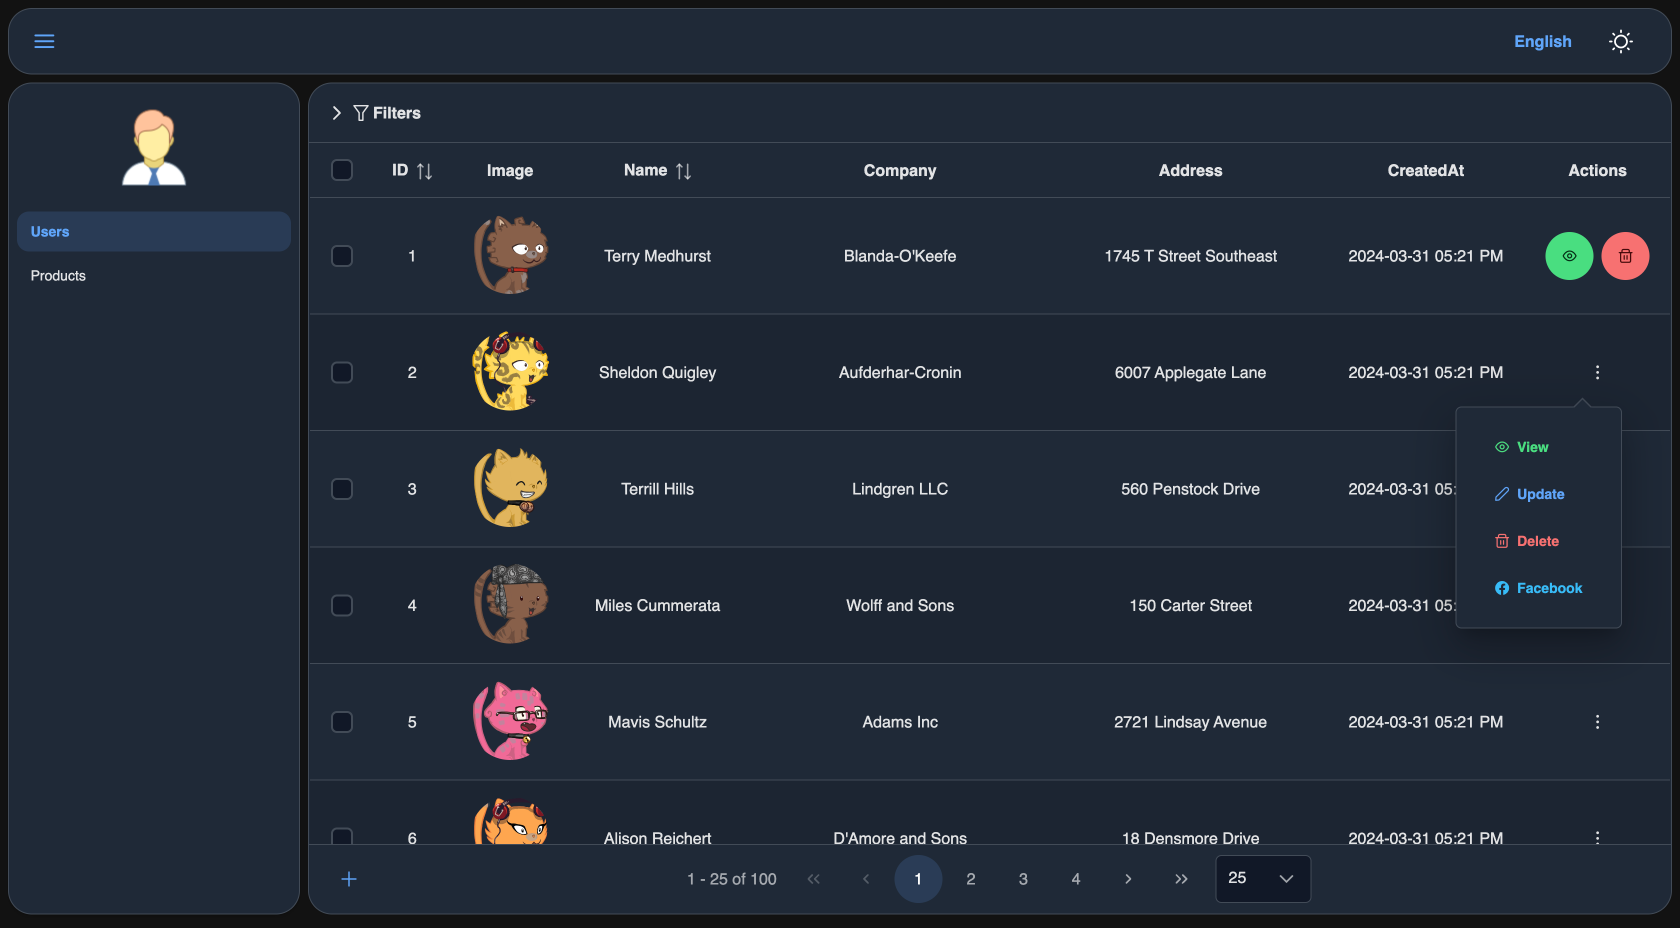 English
Users
Products
Filters
ID Image Name Company Address CreatedAt Actions
1 Terry Medhurst Blanda-O'Keefe 1745 T Street Southeast 2024-03-31 05:21 PM
2 Sheldon Quigley Aufderhar-Cronin 6007 Applegate Lane 2024-03-31 05:21 PM
View
3 Terrill Hills Lindgren LLC 560 Penstock Drive 2024-03-31 05:
Update
Delete
Facebook
4 Miles Cummerata Wolff and Sons 150 Carter Street 2024-03-31 05:
5 Mavis Schultz Adams Inc 2721 Lindsay Avenue 2024-03-31 05:21 PM
6 Alison Reichert D'Amore and Sons 18 Densmore Drive 2024-03-31 05:21 PM
1 - 25 of 100 1 2 3 4 25